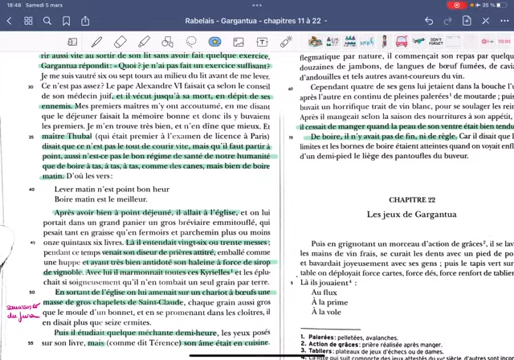 18:48 Samedi 5 mars
Rabelais - Gargantua - chapitres 11 à 22
35 %
rir aussi vite au sortir de son lit sans avoir fait quelque exercice,
Gargantua répondit: « Quoi? je n'ai pas fait un exercice suffisant?
Je me suis vautré six ou sept tours au milieu du lit avant de me lever.
30 Ce n'est pas assez? Le pape Alexandre VI faisait ça selon le conseil
de son médecin juif, et il vécut jusqu'à sa mort, en dépit de ses
ennemis. Mes premiers maîtres m'y ont accoutumé, en me disant
que le déjeuner faisait la mémoire bonne et donc ils y buvaient
les premiers. Je m'en trouve très bien, et n'en dîne que mieux. Et
35 maître Thubal (qui était premier à l'examen de licence à Paris)
disait que ce n'est pas le tout de courir vite, mais qu'il faut partir à
point, aussi n'est-ce pas le bon régime de santé de notre humanité
que de boire à tas, à tas, à tas, comme des canes, mais bien de boire
matin. D'où les vers:
40 Lever matin n'est point bon heur
Boire matin est le meilleur.
Après avoir bien à point déjeuné, il allait à l'église, et on lui
portait dans un grand panier un gros bréviaire emmitouflé, qui
pesait tant en graisse qu'en fermoirs et parchemin plus ou moins
45 onze quintaux six livres. Là il entendait vingt-six ou trente messes;
pendant ce temps venait son diseur de prières attitré, emballé comme
une huppe et ayant très bien antidoté son haleine à force de sirop
de vignoble. Avec lui il marmonnait toutes ces Kyrielles et les éplu-
chait si soigneusement qu'il n'en tombait un seul grain par terre.
50 En sortant de l'église on lui amenait sur un chariot à bœufs une
masse de gros chapelets de Saint-Claude, chaque grain aussi gros
que le moule d'un bonnet, et en se promenant dans les cloîtres, il
en disait plus que seize ermites.
Puis il étudiait quelque méchante demi-heure, les yeux posés
55 sur son livre, mais (comme dit Térence) son âme était en cuisine.
flegmatique par nature, il commençait son repas par quelques
douzaines de jambons, de langues de bœuf fumées, de cavia
d'andouilles et tels autres avant-coureurs du vin.
Cependant quatre de ses gens lui jetaient dans la bouche l'u
après l'autre en continu de pleines palerées¹ de moutarde; puis
buvait un horrifique trait de vin blanc, pour se soulager les rein
Après il mangeait selon la saison des nourritures à son appétit,
il cessait de manger quand la peau de son ventre était bien tendu
De boire, il n'y avait pas de fin, ni de règle. Car il disait que l
limites et les bornes de boire étaient atteintes quand on voyait enfl
d'un demi-pied le liège des pantoufles du buveur.
CHAPITRE 22
Les jeux de Gargantua
Puis en grignotant un morceau d'action de grâces², il se lava
les mains de vin frais, se curait les dents avec un pied de po
et bavardait joyeusement avec ses gens; puis le tapis vert sur
table on déployait force cartes, force dés, force renfort de tablier
Là ils jouaient⁴ :
Au flux
À la prime
À la vole
1. Palerées: pelletées, avalanches.
2. Action de grâces: prière réalisée après manger.
3. Tabliers: plateaux de jeux d'échecs ou de dames.